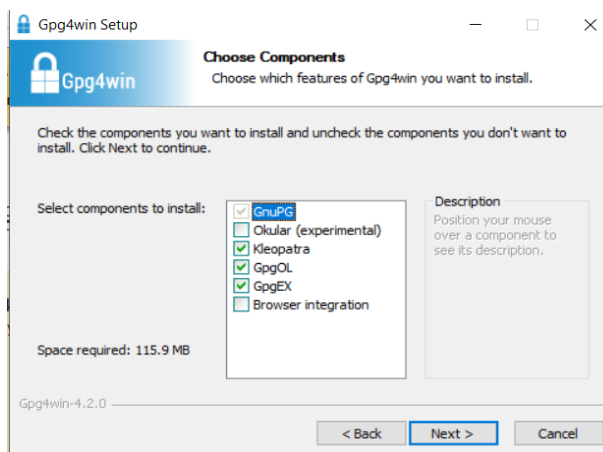 Gpg4win Setup
Gpg4win
Choose Components
Choose which features of Gpg4win you want to install.
Check the components you want to install and uncheck the components you don't want to
install. Click Next to continue.
Select components to install:
GnuPG
Okular (experimental)
Kleopatra
GpgOL
GpgEX
Browser integration
Description
Position your mouse
over a component to
see its description.
Space required: 115.9 MB
Gpg4win-4.2.0
< Back
Next >
Cancel